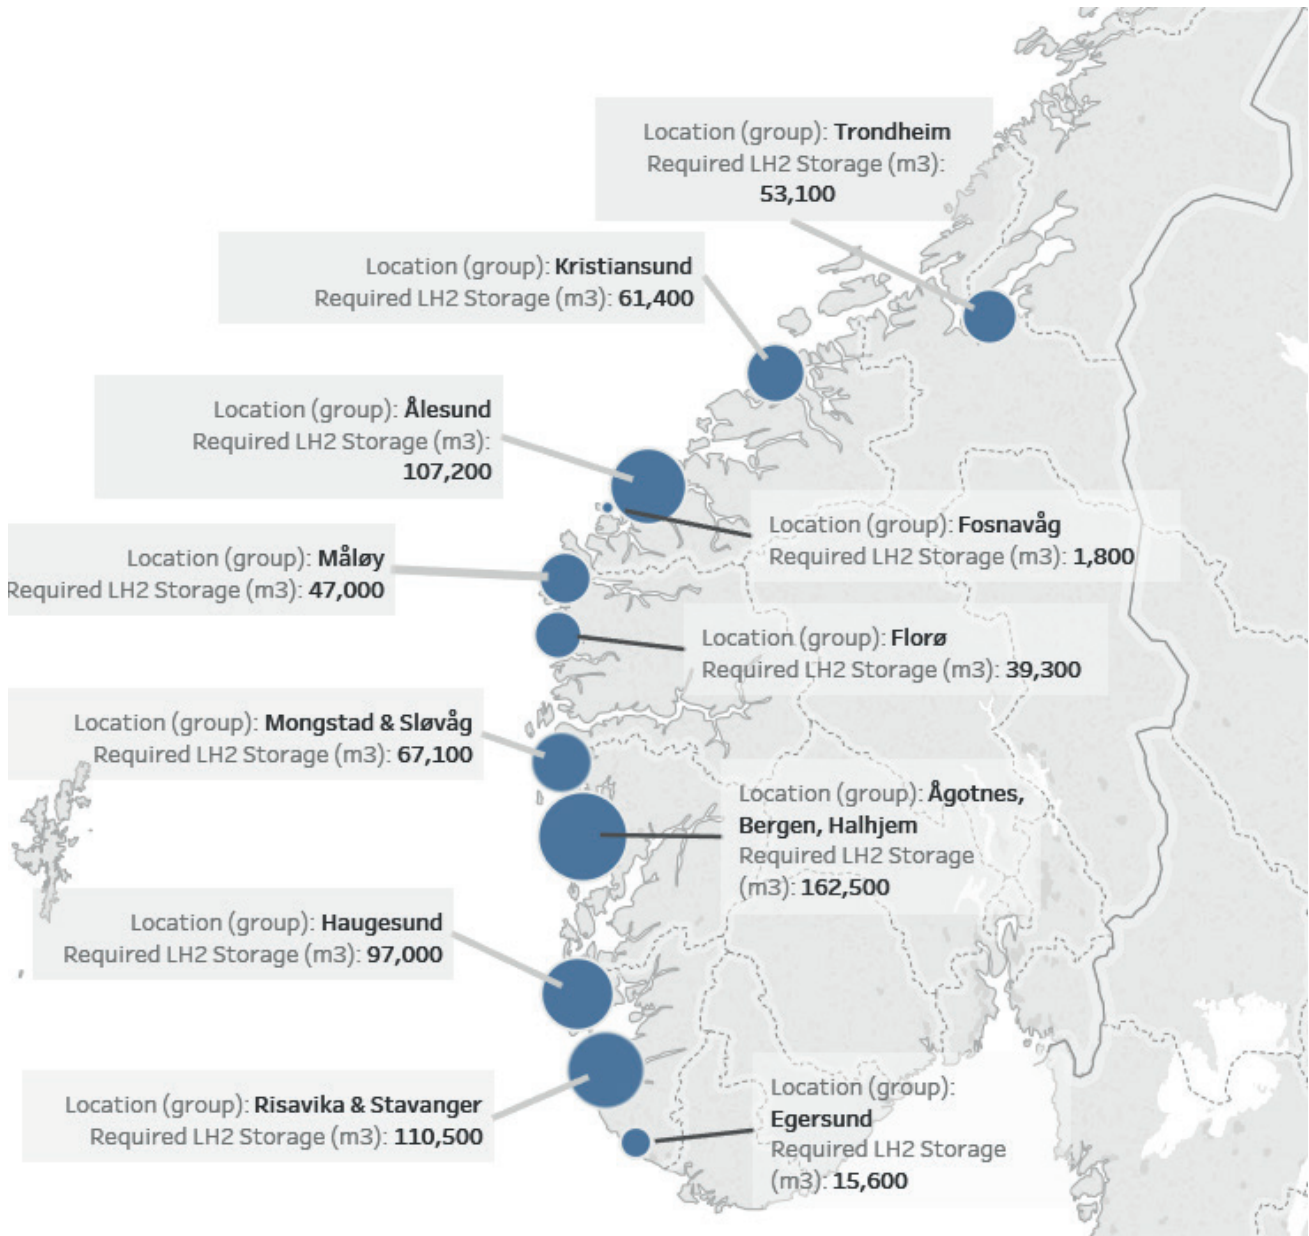 Location (group): Trondheim
Required LH2 Storage (m3):
53,100
Location (group): Kristiansund
Required LH2 Storage (m3): 61,400
Location (group): Ålesund
Required LH2 Storage (m3):
107,200
Location (group): Fosnavåg
Required LH2 Storage (m3): 1,800
Location (group): Måløy
Required LH2 Storage (m3): 47,000
Location (group): Florø
Required LH2 Storage (m3): 39,300
Location (group): Mongstad & Sløvåg
Required LH2 Storage (m3): 67,100
Location (group): Ågotnes,
Bergen, Halhjem
Required LH2 Storage
(m3): 162,500
Location (group): Haugesund
Required LH2 Storage (m3): 97,000
Location (group): Risavika & Stavanger
Required LH2 Storage (m3): 110,500
Location (group):
Egersund
Required LH2 Storage
(m3): 15,600